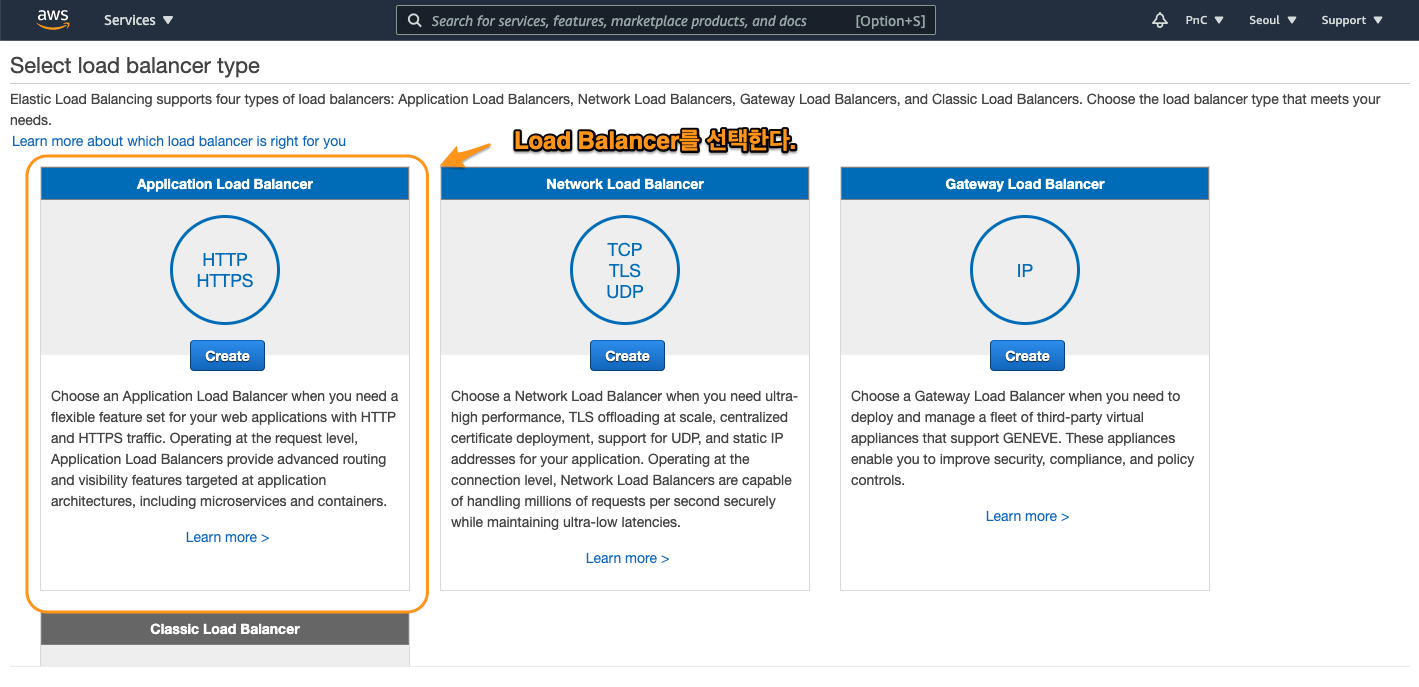 aws Services Search for services, features, marketplace products, and docs [Option+S] PnC Seoul Support
Select load balancer type
Elastic Load Balancing supports four types of load balancers: Application Load Balancers, Network Load Balancers, Gateway Load Balancers, and Classic Load Balancers. Choose the load balancer type that meets your
needs.
Learn more about which load balancer is right for you
Load Balancer를 선택한다.
Application Load Balancer
HTTP
HTTPS
Create
Choose an Application Load Balancer when you need a
flexible feature set for your web applications with HTTP
and HTTPS traffic. Operating at the request level,
Application Load Balancers provide advanced routing
and visibility features targeted at application
architectures, including microservices and containers.
Learn more >
Network Load Balancer
TCP
TLS
UDP
Create
Choose a Network Load Balancer when you need ultra-
high performance, TLS offloading at scale, centralized
certificate deployment, support for UDP, and static IP
addresses for your application. Operating at the
connection level, Network Load Balancers are capable
of handling millions of requests per second securely
while maintaining ultra-low latencies.
Learn more >
Gateway Load Balancer
IP
Create
Choose a Gateway Load Balancer when you need to
deploy and manage a fleet of third-party virtual
appliances that support GENEVE. These appliances
enable you to improve security, compliance, and policy
controls.
Learn more >
Classic Load Balancer